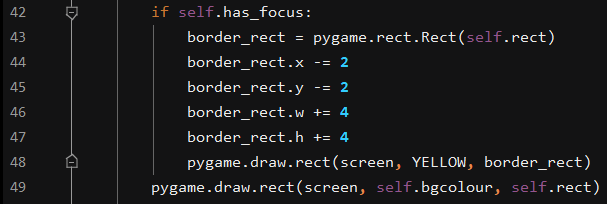 42 if self.has_focus:
43 border_rect = pygame.rect.Rect(self.rect)
44 border_rect.x -= 2
45 border_rect.y -= 2
46 border_rect.w += 4
47 border_rect.h += 4
48 pygame.draw.rect(screen, YELLOW, border_rect)
49 pygame.draw.rect(screen, self.bgcolour, self.rect)